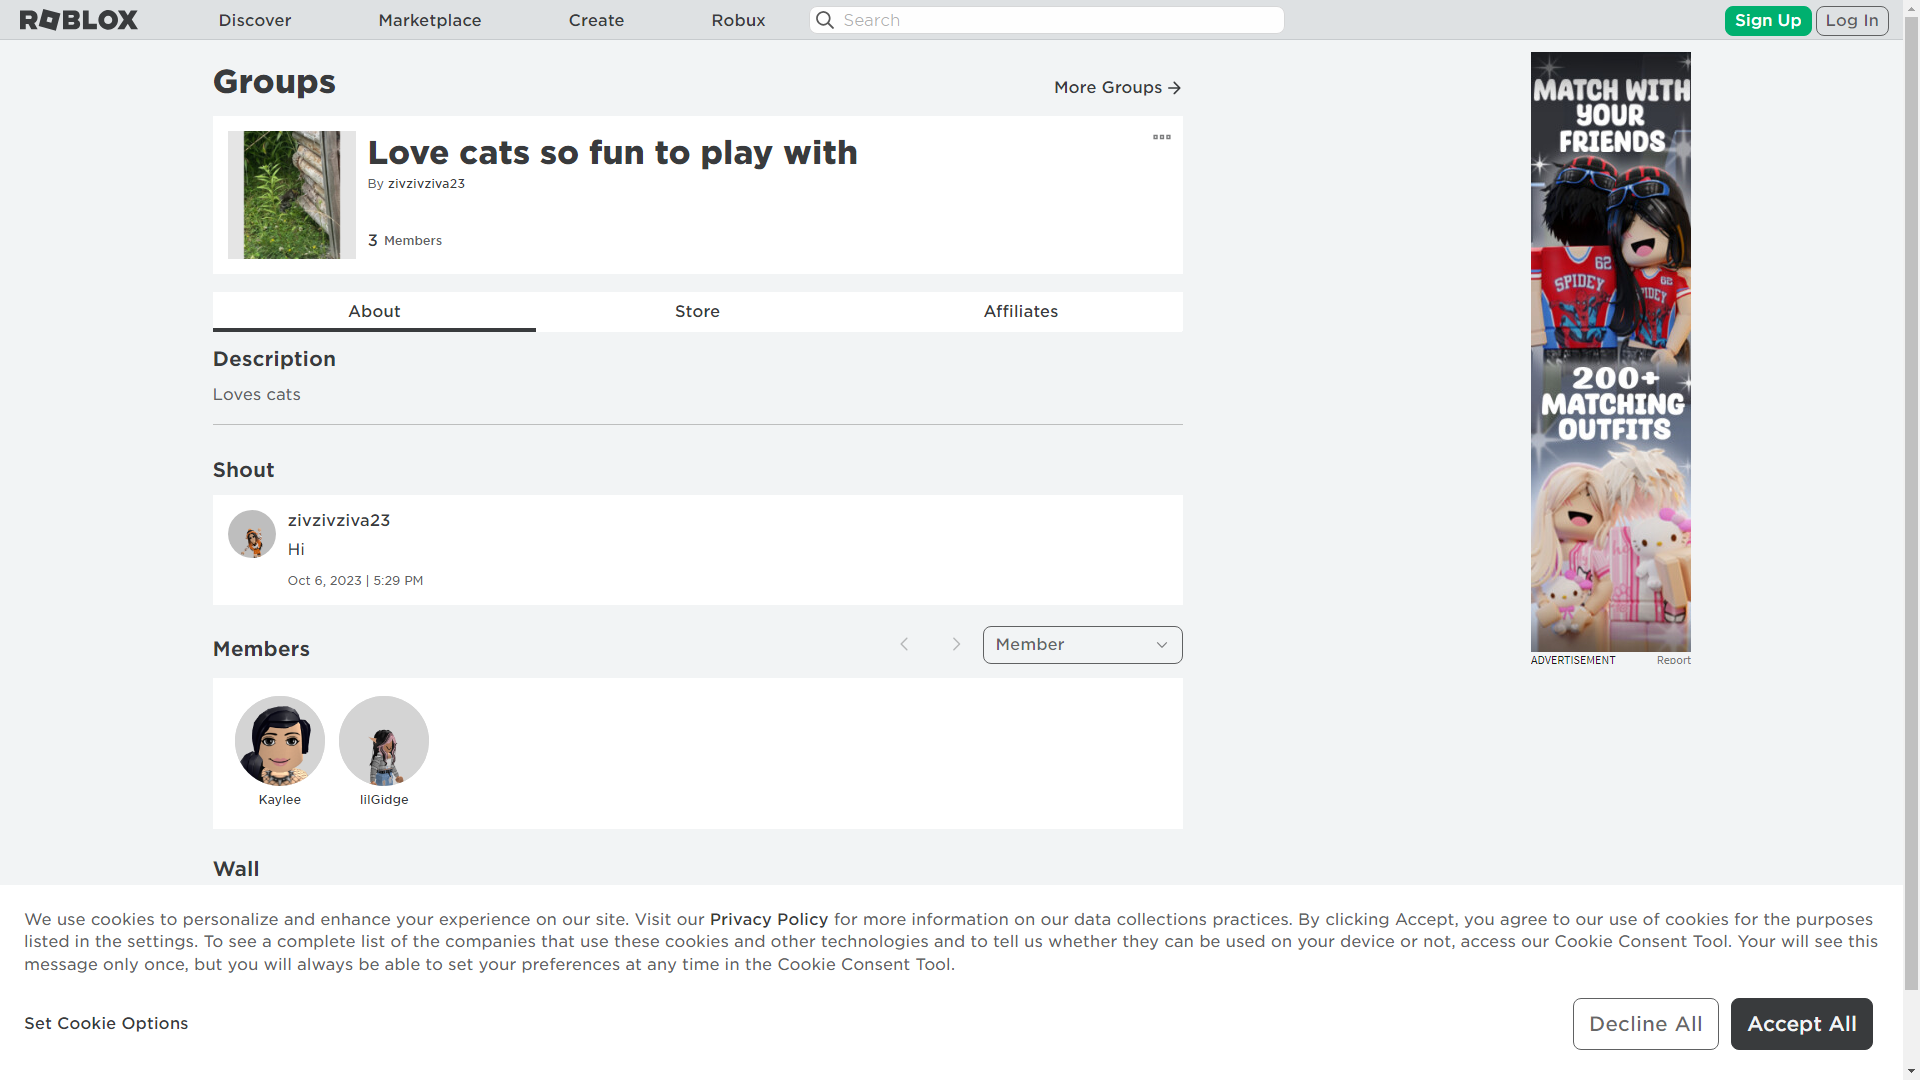 ROBLOX
Discover
Marketplace
Create
Robux
Search
Sign Up
Log In
Groups
More Groups
Love cats so fun to play with
By zivzivziva23
3 Members
About
Store
Affiliates
Description
Loves cats
Shout
zivzivziva23
Hi
Oct 6, 2023 | 5:29 PM
Members
Member
Kaylee
lilGidge
Wall
MATCH WITH
YOUR
FRIENDS
62
SPIDEY
62
200+
MATCHING
OUTFITS
ADVERTISEMENT
Report
We use cookies to personalize and enhance your experience on our site. Visit our Privacy Policy for more information on our data collections practices. By clicking Accept, you agree to our use of cookies for the purposes
listed in the settings. To see a complete list of the companies that use these cookies and other technologies and to tell us whether they can be used on your device or not, access our Cookie Consent Tool. Your will see this
message only once, but you will always be able to set your preferences at any time in the Cookie Consent Tool.
Set Cookie Options
Decline All
Accept All